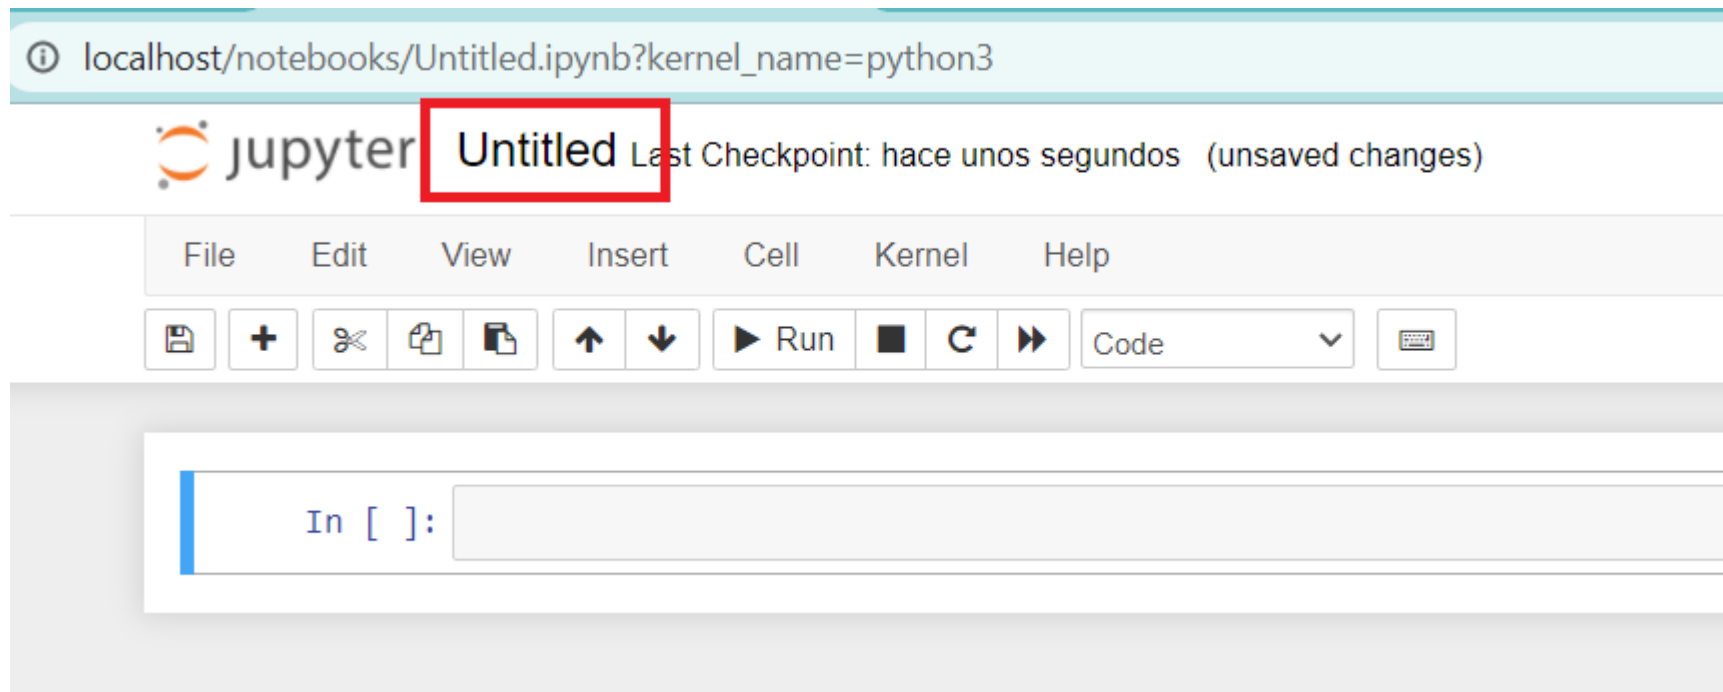 localhost/notebooks/Untitled.ipynb?kernel_name=python3
jupyter Untitled Last Checkpoint: hace unos segundos (unsaved changes)
File Edit View Insert Cell Kernel Help
Run Code
In [ ]: